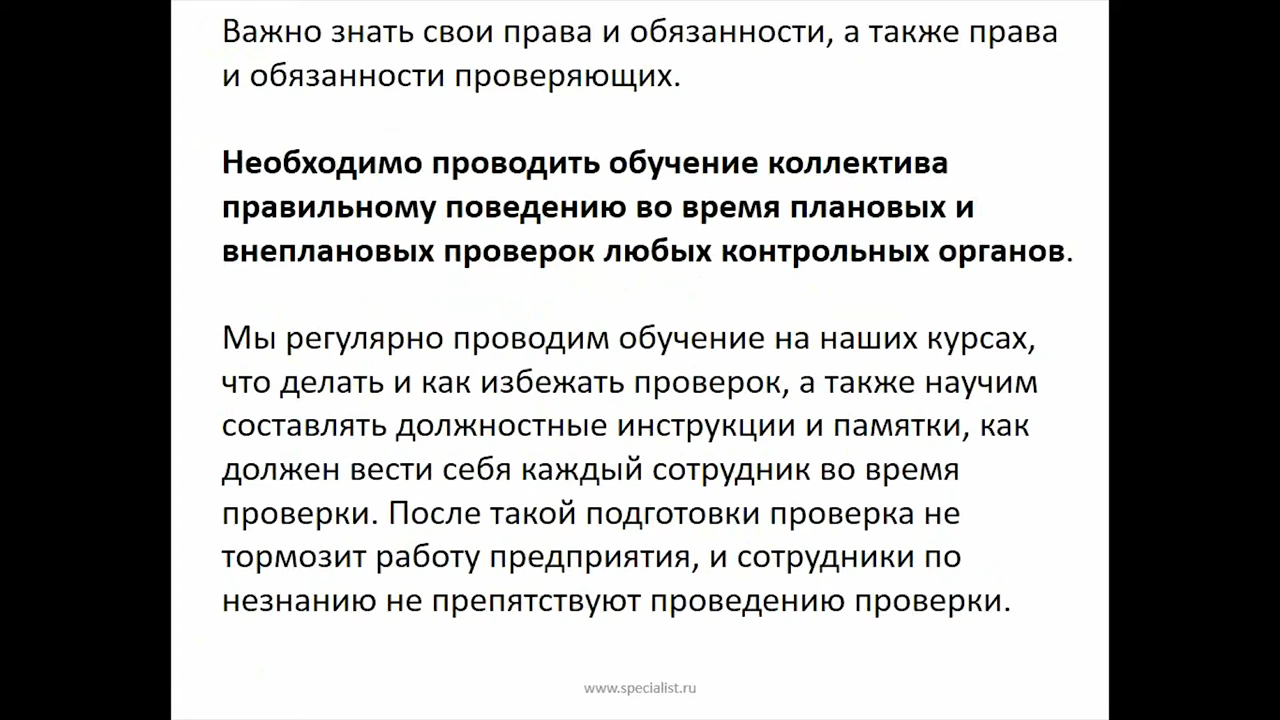 Важно знать свои права и обязанности, а также права
и обязанности проверяющих.
Необходимо проводить обучение коллектива
правильному поведению во время плановых и
внеплановых проверок любых контрольных органов.
Мы регулярно проводим обучение на наших курсах,
что делать и как избежать проверок, а также научим
составлять должностные инструкции и памятки, как
должен вести себя каждый сотрудник во время
проверки. После такой подготовки проверка не
тормозит работу предприятия, и сотрудники по
незнанию не препятствуют проведению проверки.
www.specialist.ru